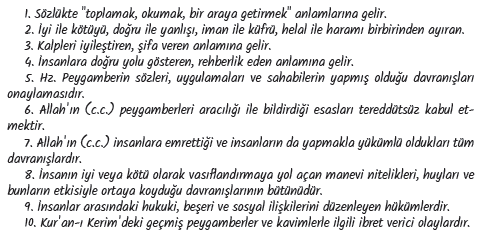 1. Sözlükte "toplamak, okumak, bir araya getirmek" anlamlarına gelir.
2. İyi ile kötüyü, doğru ile yanlışı, iman ile küfrü, helal ile haramı birbirinden ayıran.
3. Kalpleri iyileştiren, şifa veren anlamına gelir.
4. İnsanlara doğru yolu gösteren, rehberlik eden anlamına gelir.
5. Hz. Peygamberin sözleri, uygulamaları ve sahabilerin yapmış olduğu davranışları
onaylamasıdır.
6. Allah'ın (c.c.) peygamberleri aracılığı ile bildirdiği esasları tereddütsüz kabul et-
mektir.
7. Allah'ın (c.c.) insanlara emrettiği ve insanların da yapmakla yükümlü oldukları tüm
davranışlardır.
8. İnsanın iyi veya kötü olarak vasıflandırmaya yol açan manevi nitelikleri, huyları ve
bunların etkisiyle ortaya koyduğu davranışlarının bütünüdür.
9. İnsanlar arasındaki hukuki, beşeri ve sosyal ilişkilerini düzenleyen hükümlerdir.
10. Kur'an-ı Kerim'deki geçmiş peygamberler ve kavimlerle ilgili ibret verici olaylardır.